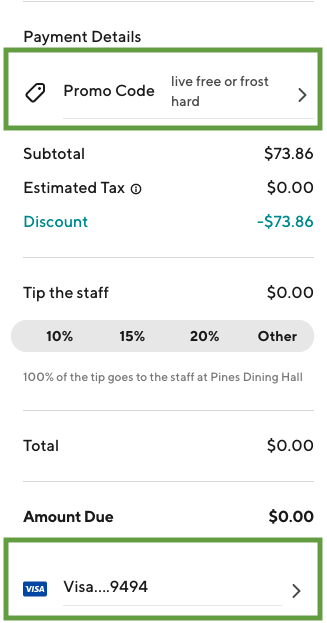 Payment Details
Promo Code live free or frost
hard
Subtotal $73.86
Estimated Tax $0.00
Discount -$73.86
Tip the staff $0.00
10% 15% 20% Other
100% of the tip goes to the staff at Pines Dining Hall
Total $0.00
Amount Due $0.00
VISA Visa....9494